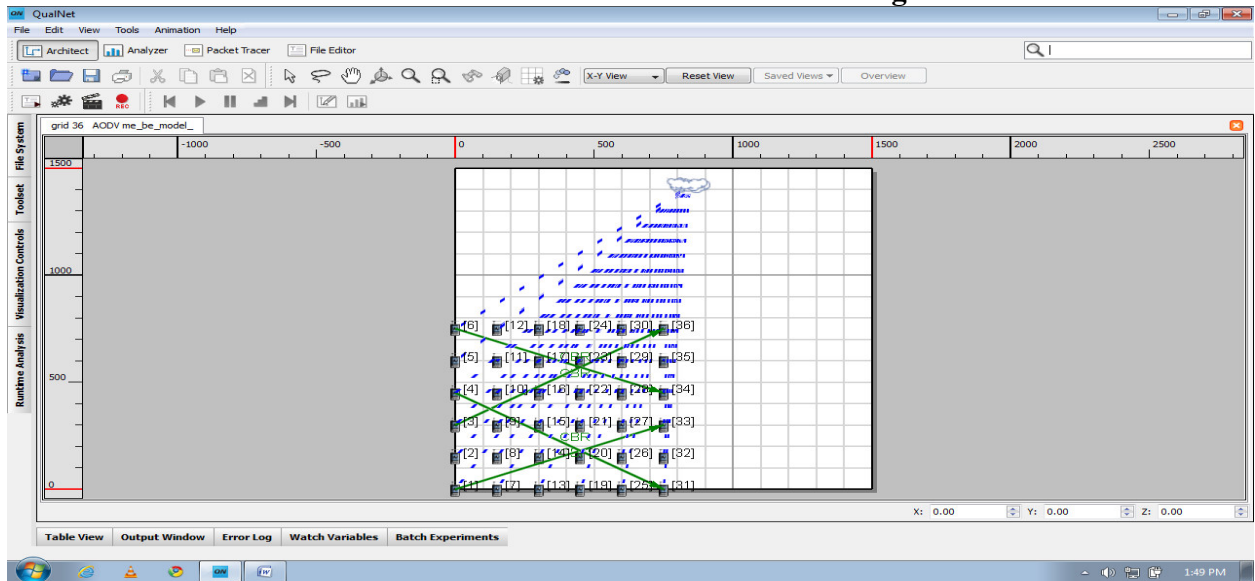 QualNet
File Edit View Tools Animation Help
Architect Analyzer Packet Tracer File Editor
X-Y View Reset View Saved Views Overview
REC
grid 36 AODV me_be_model_
File System
Toolset
Visualization Controls
Runtime Analysis
-1000 -500 0 500 1000 1500 2000 2500
1500
1000
500
0
[6] [12] [18] [24] [30] [36]
[5] [11] [17] [23] [29] [35]
CBR
[4] [10] [16] [22] [28] [34]
[3] [9] [15] [21] [27] [33]
CBR
[2] [8] [14] [20] [26] [32]
[1] [7] [13] [19] [25] [31]
X: 0.00 Y: 0.00 Z: 0.00
Table View Output Window Error Log Watch Variables Batch Experiments
ON
1:49 PM